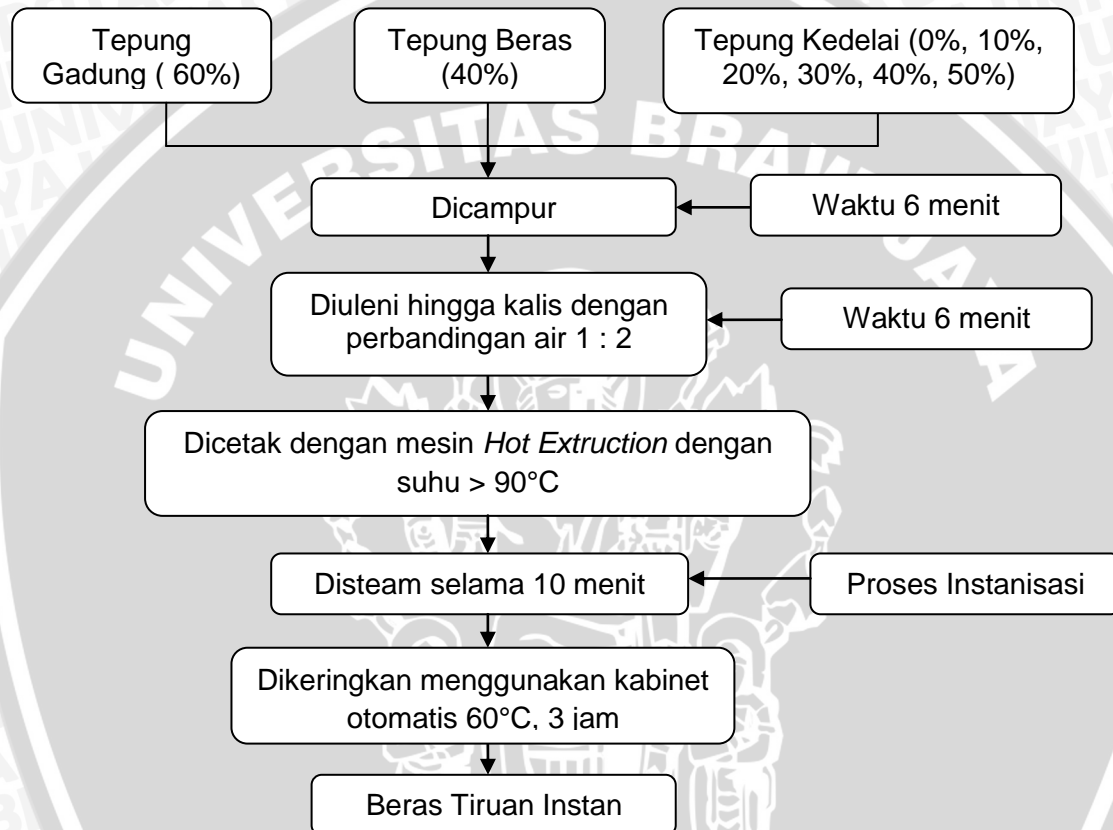 Tepung
Gadung ( 60%)
Tepung Beras
(40%)
Tepung Kedelai (0%, 10%,
20%, 30%, 40%, 50%)
Dicampur
Waktu 6 menit
Diuleni hingga kalis dengan
perbandingan air 1 : 2
Waktu 6 menit
Dicetak dengan mesin Hot Extruction dengan
suhu > 90°C
Disteam selama 10 menit
Proses Instanisasi
Dikeringkan menggunakan kabinet
otomatis 60°C, 3 jam
Beras Tiruan Instan
UNIVERSITAS BRAWIJAYA